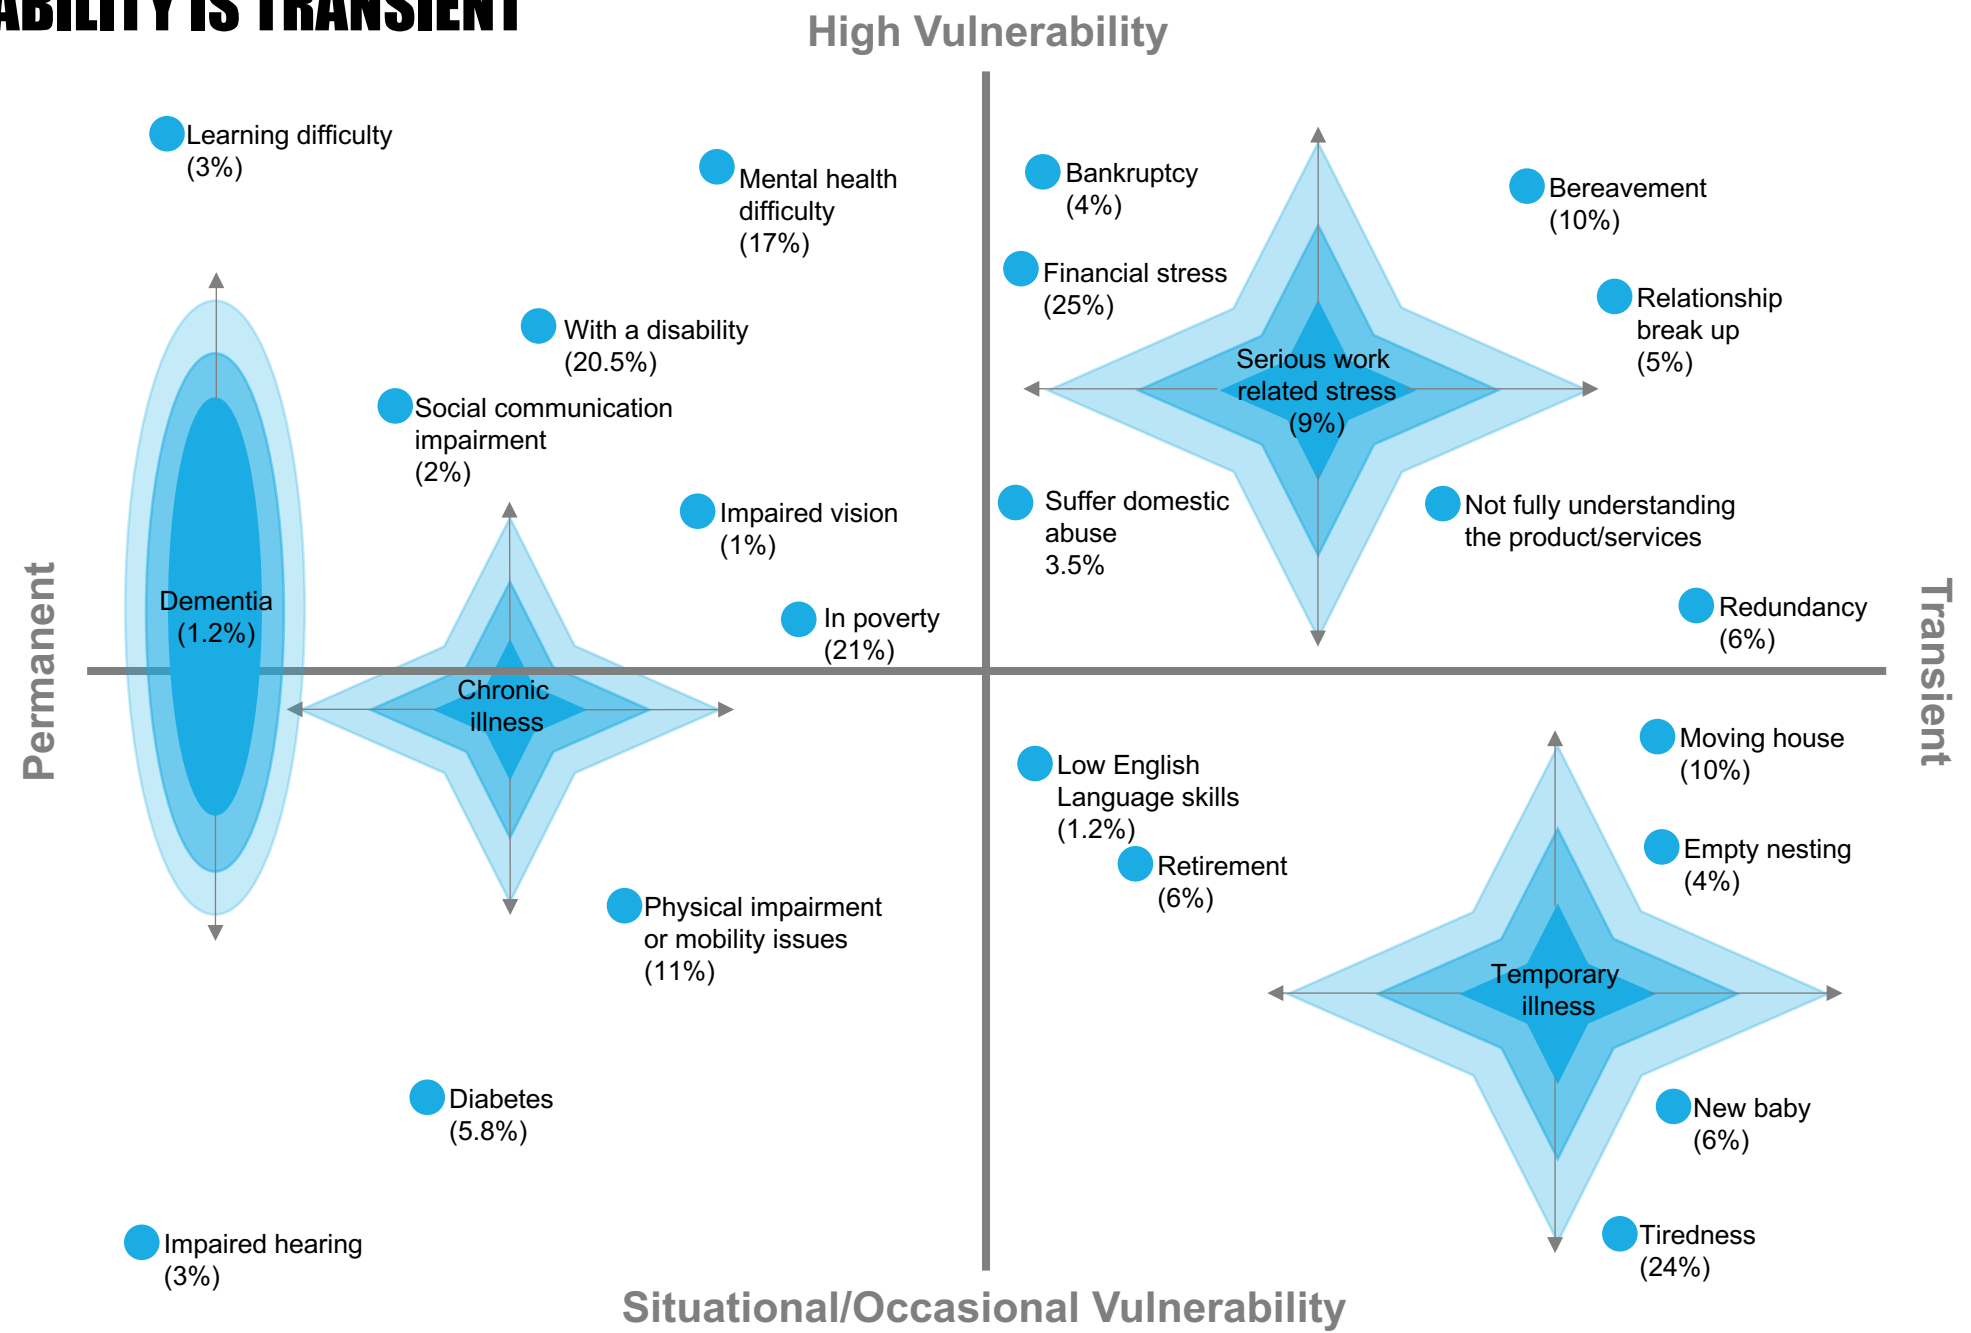 ABILITY IS TRANSIENT
High Vulnerability
Learning difficulty
(3%)
Mental health
difficulty
(17%)
With a disability
(20.5%)
Social communication
impairment
(2%)
Impaired vision
(1%)
In poverty
(21%)
Dementia
(1.2%)
Chronic
illness
Permanent
Bankruptcy
(4%)
Bereavement
(10%)
Financial stress
(25%)
Relationship
break up
(5%)
Serious work
related stress
(9%)
Suffer domestic
abuse
3.5%
Not fully understanding
the product/services
Redundancy
(6%)
Transient
Physical impairment
or mobility issues
(11%)
Diabetes
(5.8%)
Impaired hearing
(3%)
Low English
Language skills
(1.2%)
Retirement
(6%)
Moving house
(10%)
Empty nesting
(4%)
Temporary
illness
New baby
(6%)
Tiredness
(24%)
Situational/Occasional Vulnerability